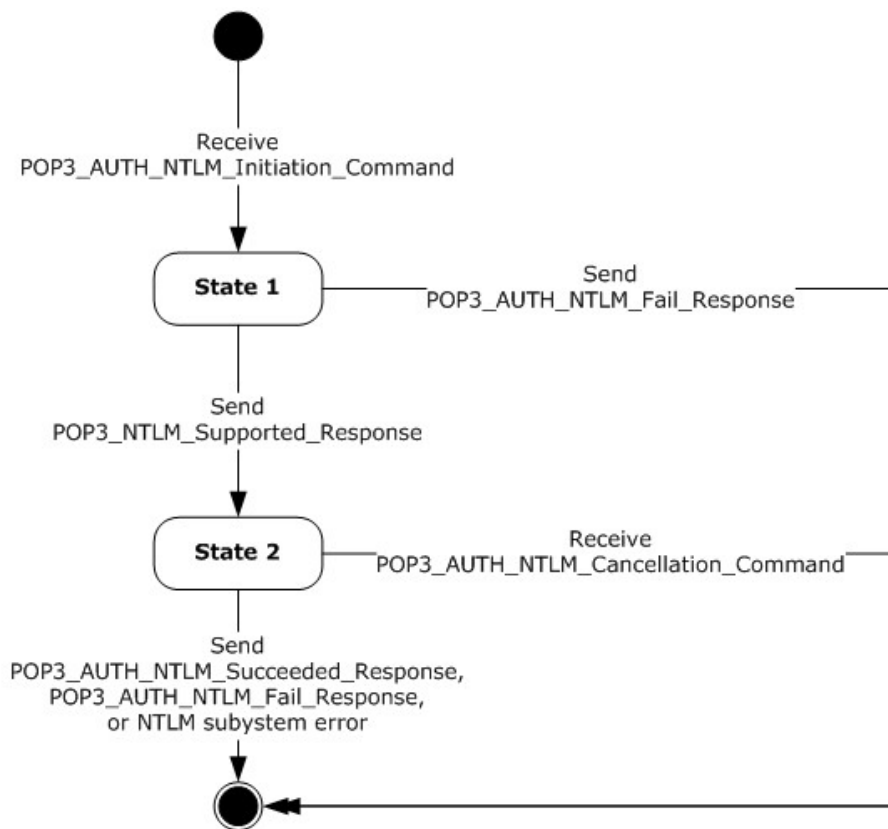 Receive
POP3_AUTH_NTLM_Initiation_Command
State 1
Send
POP3_AUTH_NTLM_Fail_Response
Send
POP3_NTLM_Supported_Response
State 2
Receive
POP3_AUTH_NTLM_Cancellation_Command
Send
POP3_AUTH_NTLM_Succeeded_Response,
POP3_AUTH_NTLM_Fail_Response,
or NTLM subystem error